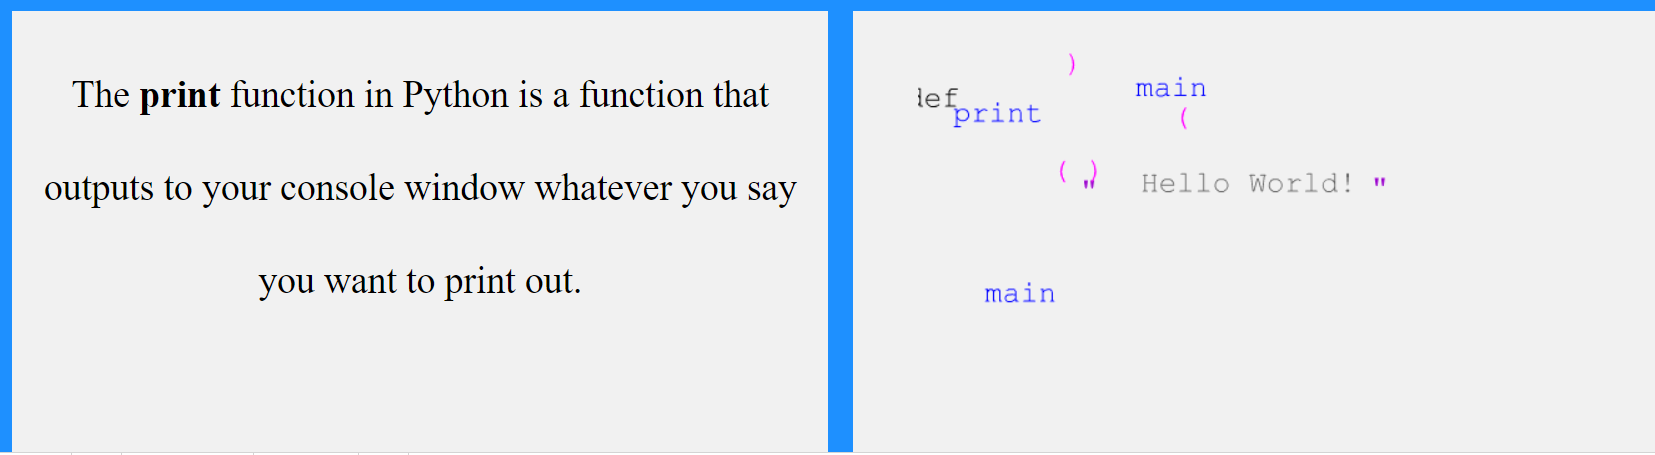 The print function in Python is a function that
outputs to your console window whatever you say
you want to print out.
)
main
def
print
(
( )
" Hello World! "
main